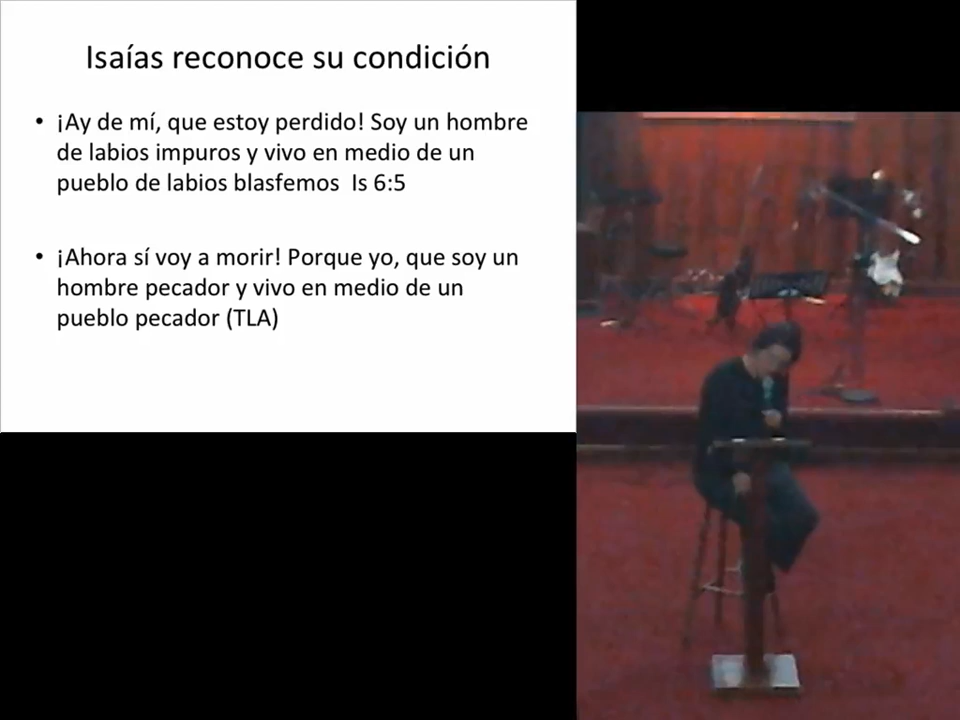 Isaías reconoce su condición
• ¡Ay de mí, que estoy perdido! Soy un hombre
de labios impuros y vivo en medio de un
pueblo de labios blasfemos Is 6:5
• ¡Ahora sí voy a morir! Porque yo, que soy un
hombre pecador y vivo en medio de un
pueblo pecador (TLA)